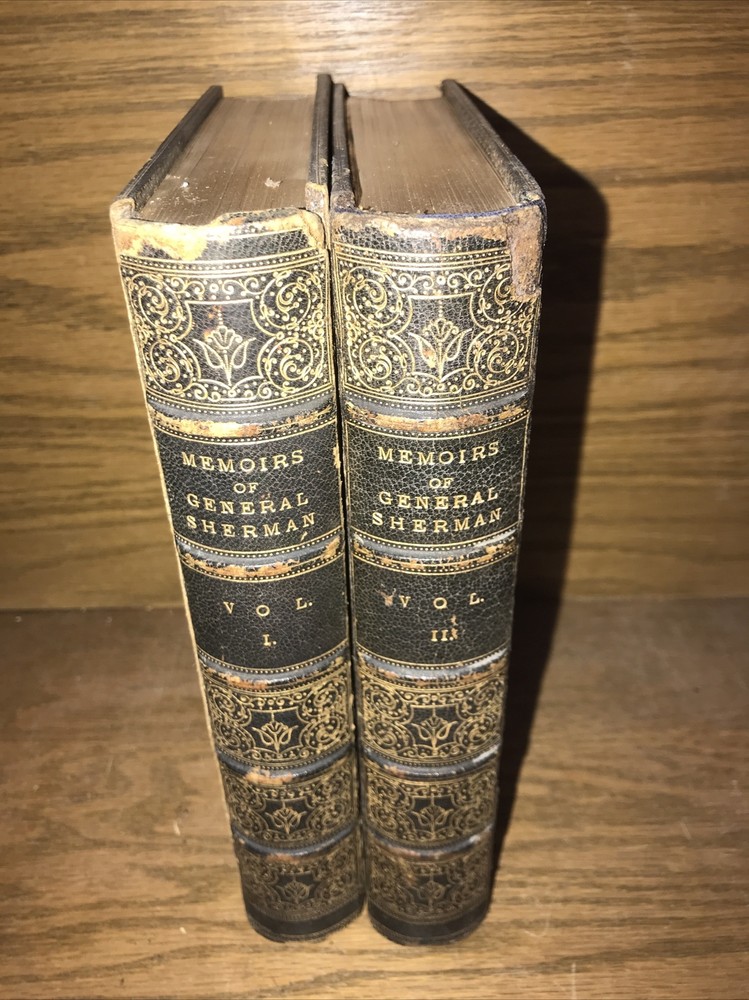 MEMOIRS
OF
GENERAL
SHERMAN
VOL.
I.
MEMOIRS
OF
GENERAL
SHERMAN
VOL.
II.